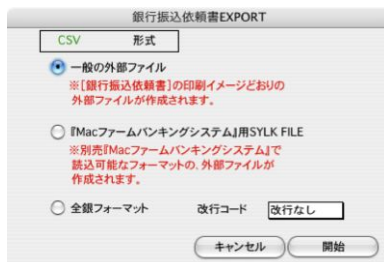 銀行振込依頼書EXPORT
CSV 形式
一般の外部ファイル
※[銀行振込依頼書]の印刷イメージどおりの
外部ファイルが作成されます。
『Macファームバンキングシステム』用SYLK FILE
※別売『Macファームバンキングシステム』で
読込可能なフォーマットの、外部ファイルが
作成されます。
全銀フォーマット 改行コード 改行なし
キャンセル 開始